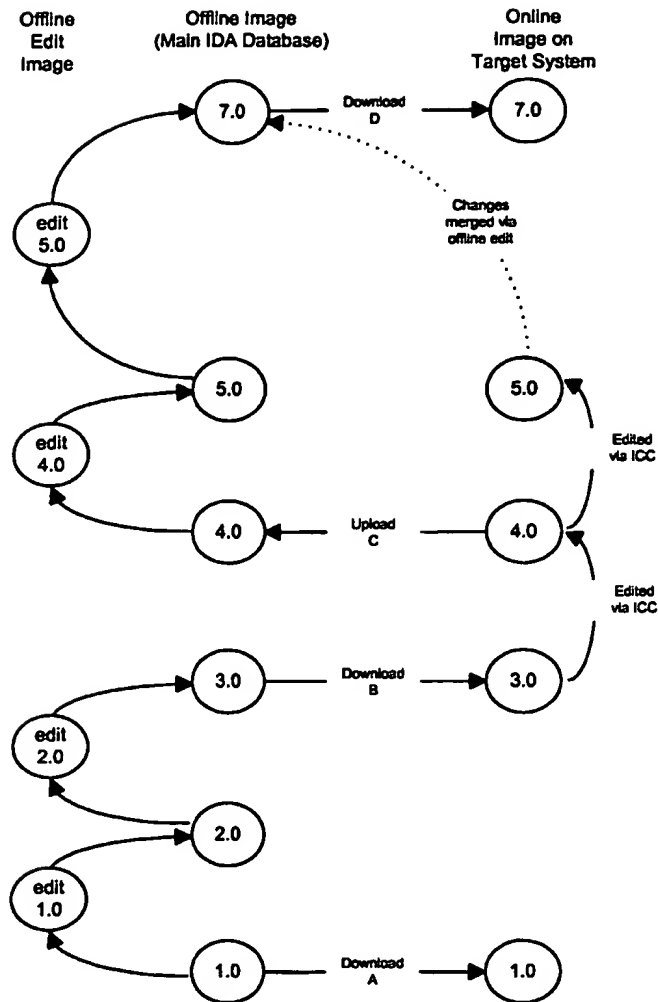 Offline
Edit
Image
Offline Image
(Main IDA Database)
Online
Image on
Target System
7.0
Download
D
7.0
Changes
merged via
offline edit
edit
5.0
5.0
5.0
Edited
via ICC
edit
4.0
4.0
Upload
C
4.0
Edited
via ICC
3.0
Download
B
3.0
edit
2.0
2.0
edit
1.0
1.0
Download
A
1.0